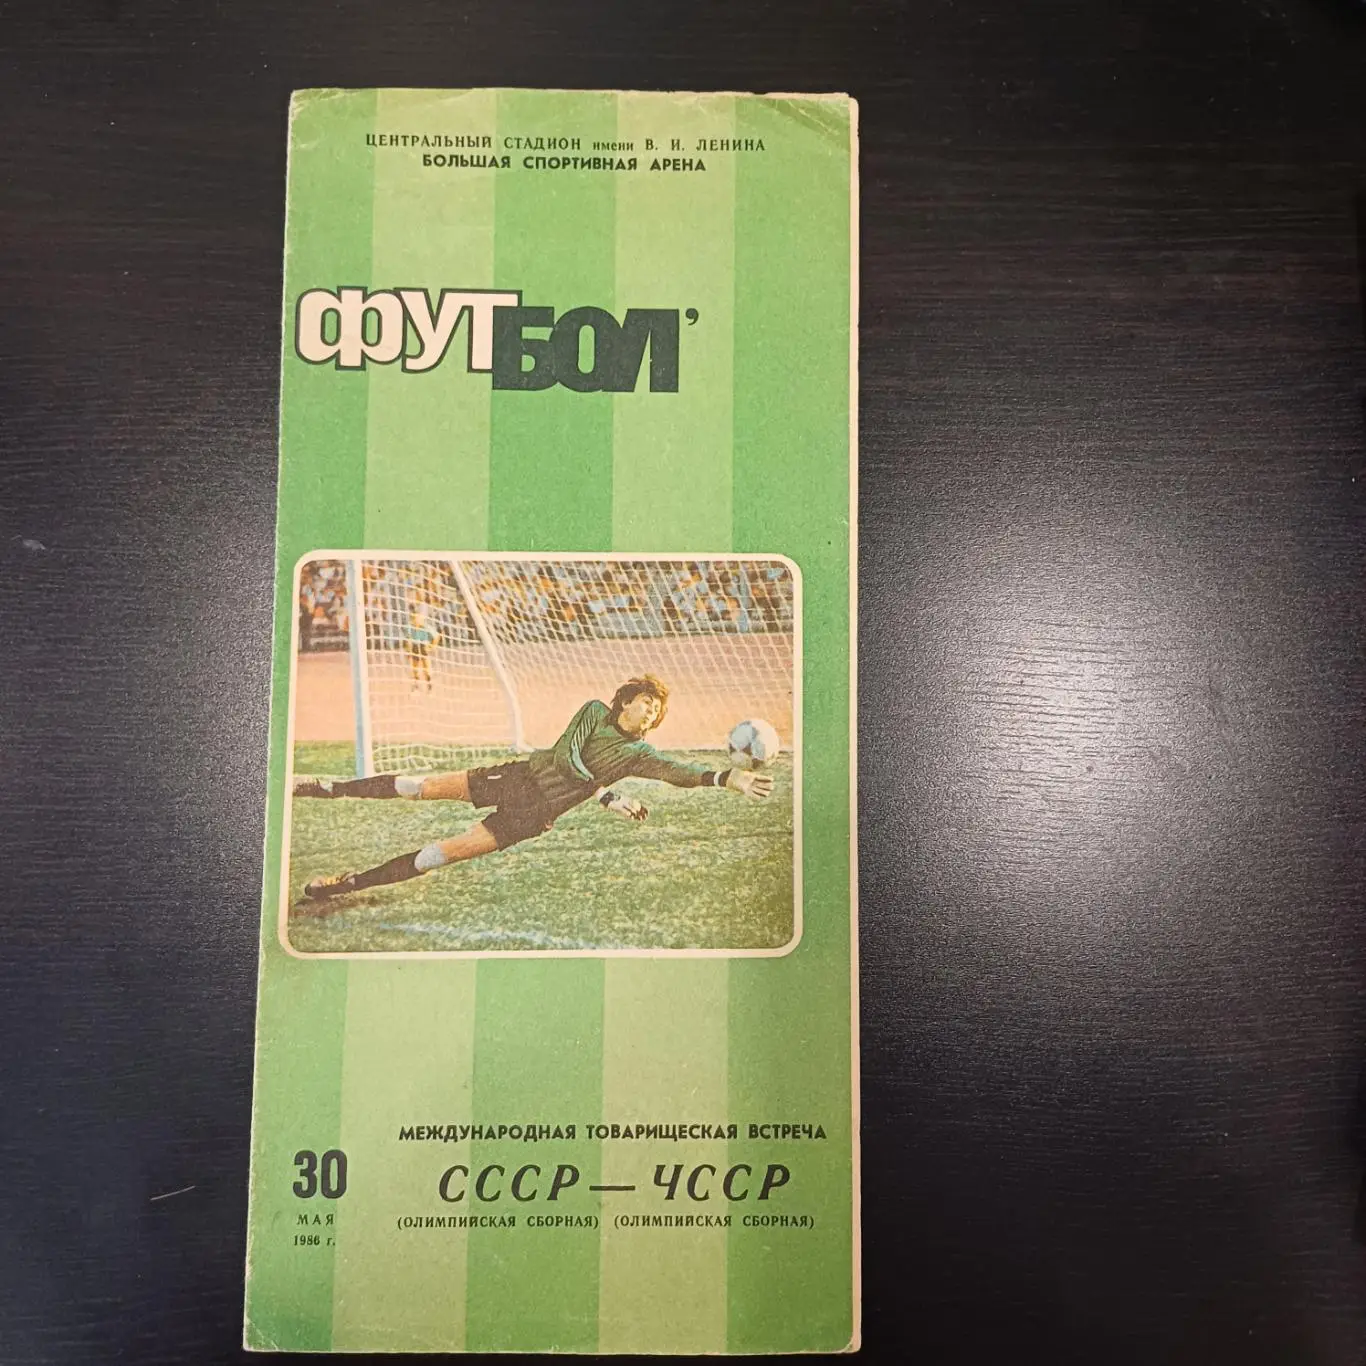 ЦЕНТРАЛЬНЫЙ СТАДИОН имени В. И. ЛЕНИНА
БОЛЬШАЯ СПОРТИВНАЯ АРЕНА
ФУТБОЛ’
МЕЖДУНАРОДНАЯ ТОВАРИЩЕСКАЯ ВСТРЕЧА
30 СССР — ЧССР
МАЯ (ОЛИМПИЙСКАЯ СБОРНАЯ) (ОЛИМПИЙСКАЯ СБОРНАЯ)
1986 г.